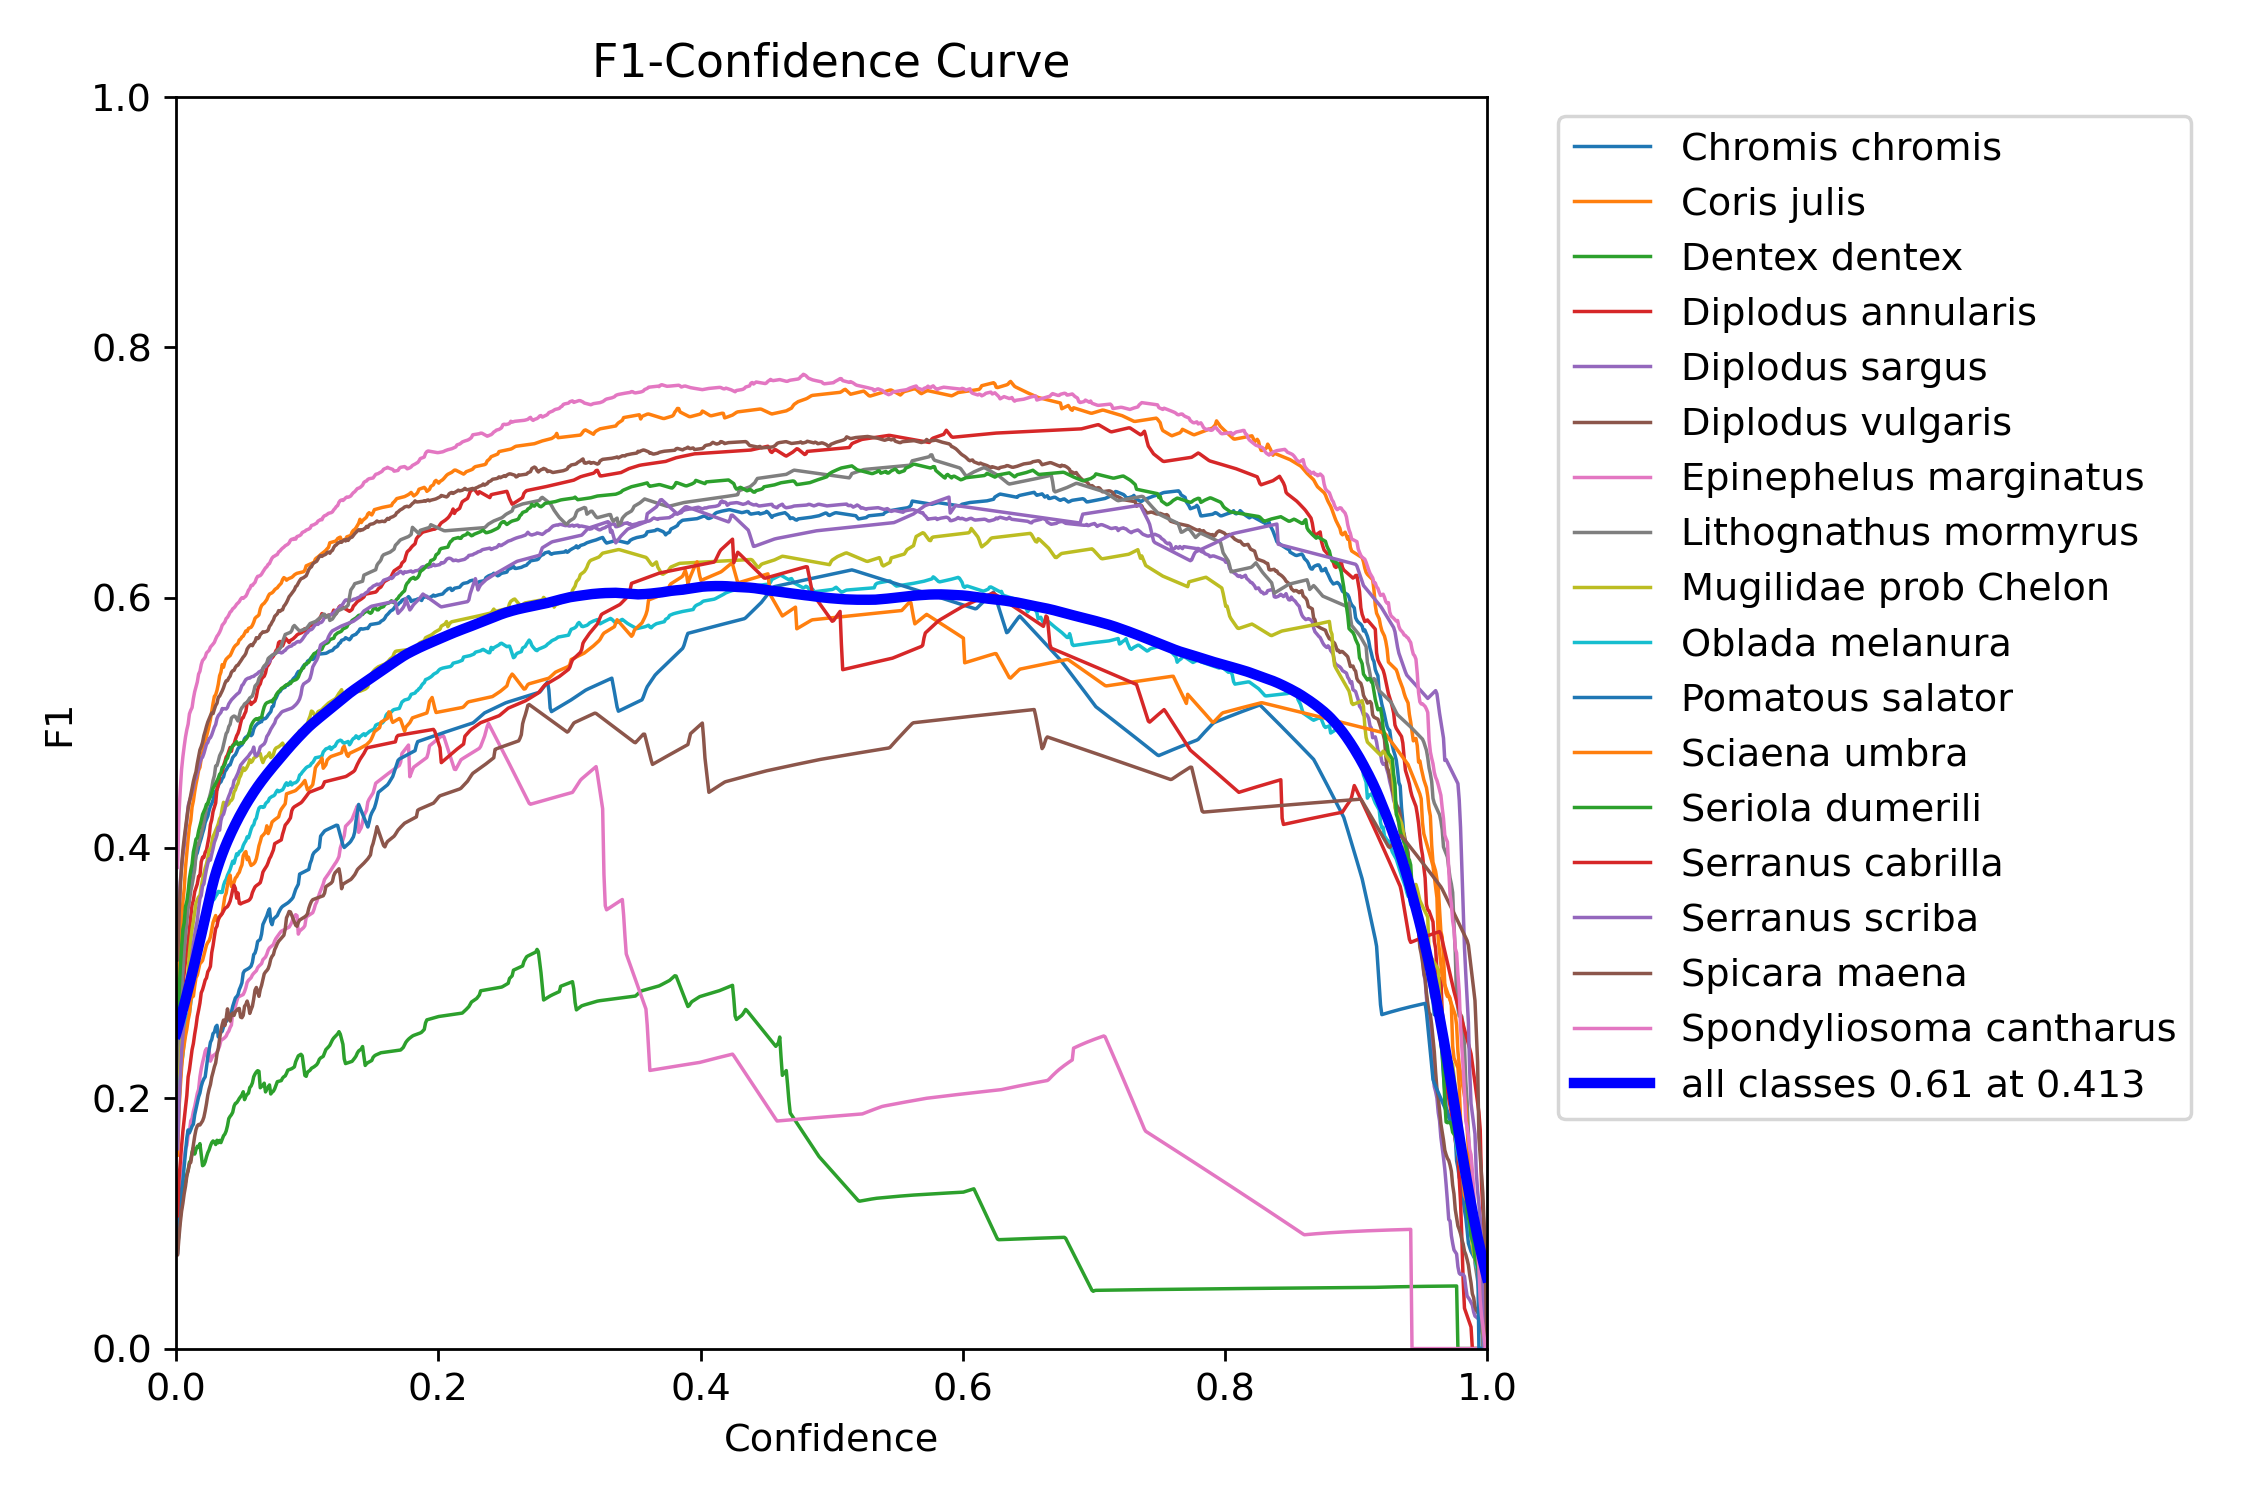 F1-Confidence Curve
1.0
0.8
0.6
0.4
0.2
0.0
F1
0.0 0.2 0.4 0.6 0.8 1.0
Confidence
Chromis chromis
Coris julis
Dentex dentex
Diplodus annularis
Diplodus sargus
Diplodus vulgaris
Epinephelus marginatus
Lithognathus mormyrus
Mugilidae prob Chelon
Oblada melanura
Pomatous salator
Sciaena umbra
Seriola dumerili
Serranus cabrilla
Serranus scriba
Spicara maena
Spondyliosoma cantharus
all classes 0.61 at 0.413